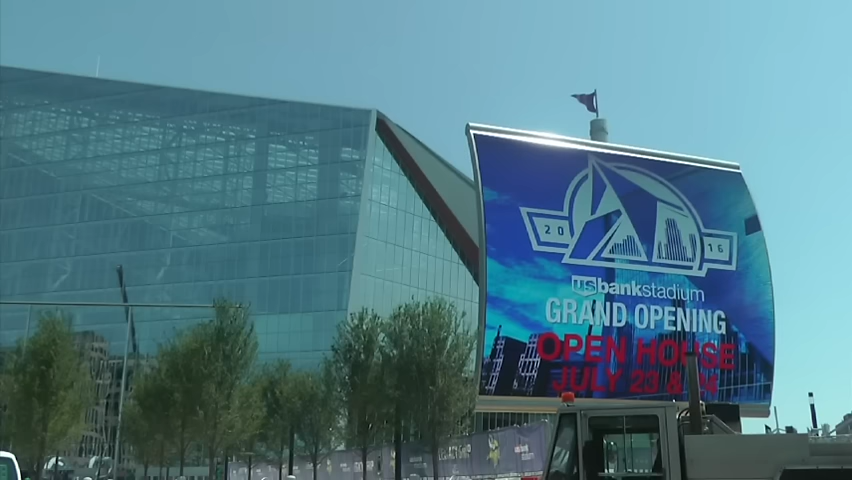 20 16
usbankstadium
GRAND OPENING
OPEN HOUSE
JULY 23 &